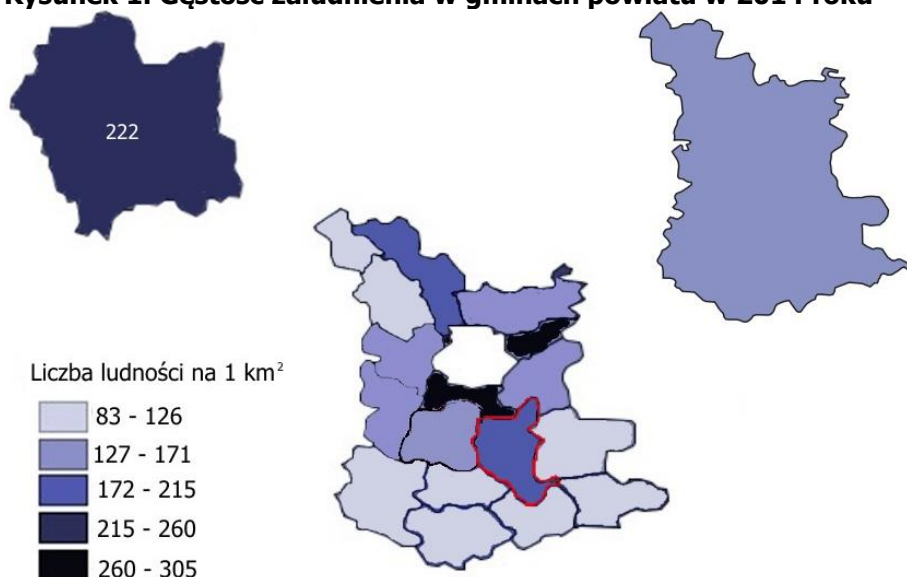 Rysunek 1. Gęstość zaludnienia w gminach powiatu w 2014 roku
222
Liczba ludności na 1 km²
83 - 126
127 - 171
172 - 215
215 - 260
260 - 305